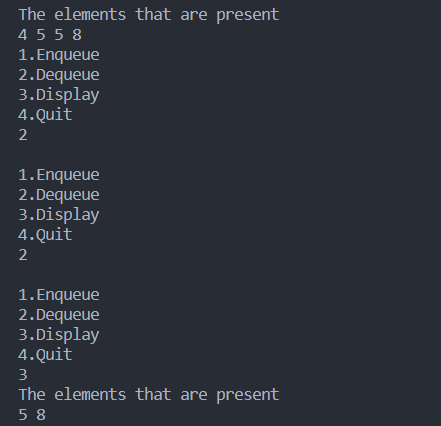 The elements that are present
4 5 5 8
1.Enqueue
2.Dequeue
3.Display
4.Quit
2
1.Enqueue
2.Dequeue
3.Display
4.Quit
2
1.Enqueue
2.Dequeue
3.Display
4.Quit
3
The elements that are present
5 8